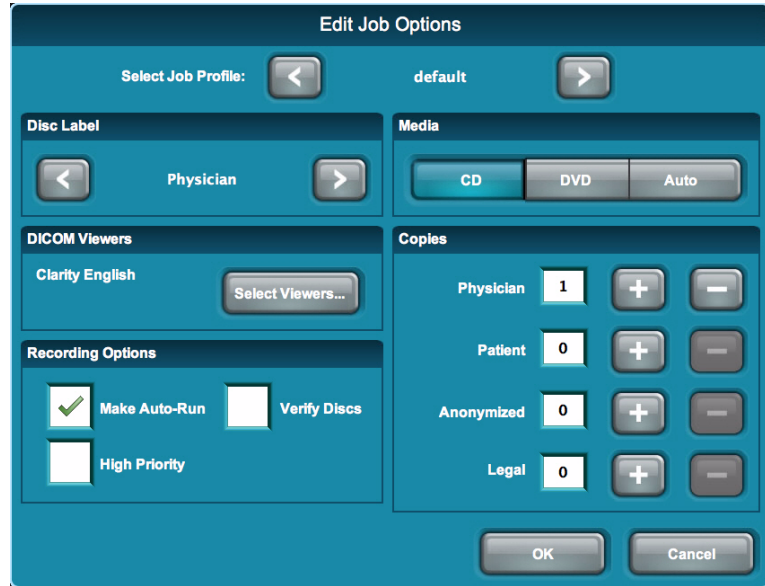 Edit Job Options
Select Job Profile: default
Disc Label
Physician
Media
CD DVD Auto
DICOM Viewers
Clarity English
Select Viewers...
Recording Options
Make Auto-Run Verify Discs
High Priority
Copies
Physician 1 + −
Patient 0 + −
Anonymized 0 + −
Legal 0 + −
OK Cancel